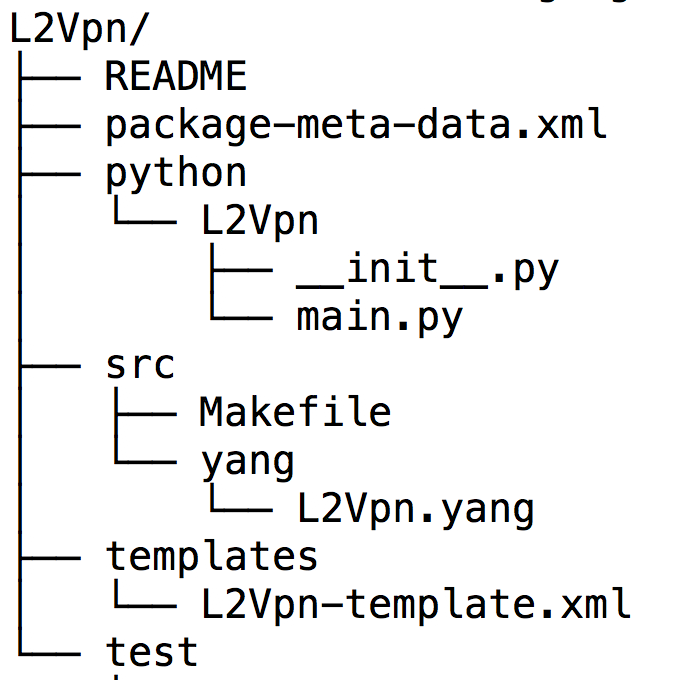 L2Vpn/
├── README
├── package-meta-data.xml
├── python
│   └── L2Vpn
│       ├── __init__.py
│       └── main.py
├── src
│   ├── Makefile
│   └── yang
│       └── L2Vpn.yang
├── templates
│   └── L2Vpn-template.xml
└── test